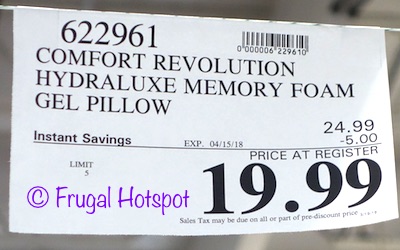 622961
0000006229610
COMFORT REVOLUTION
HYDRALUXE MEMORY FOAM
GEL PILLOW
24.99
Instant Savings EXP. 04/15/18 -5.00
PRICE AT REGISTER
LIMIT
5
19.99
© Frugal Hotspot
Sales Tax may be due on all or part of pre-discount price